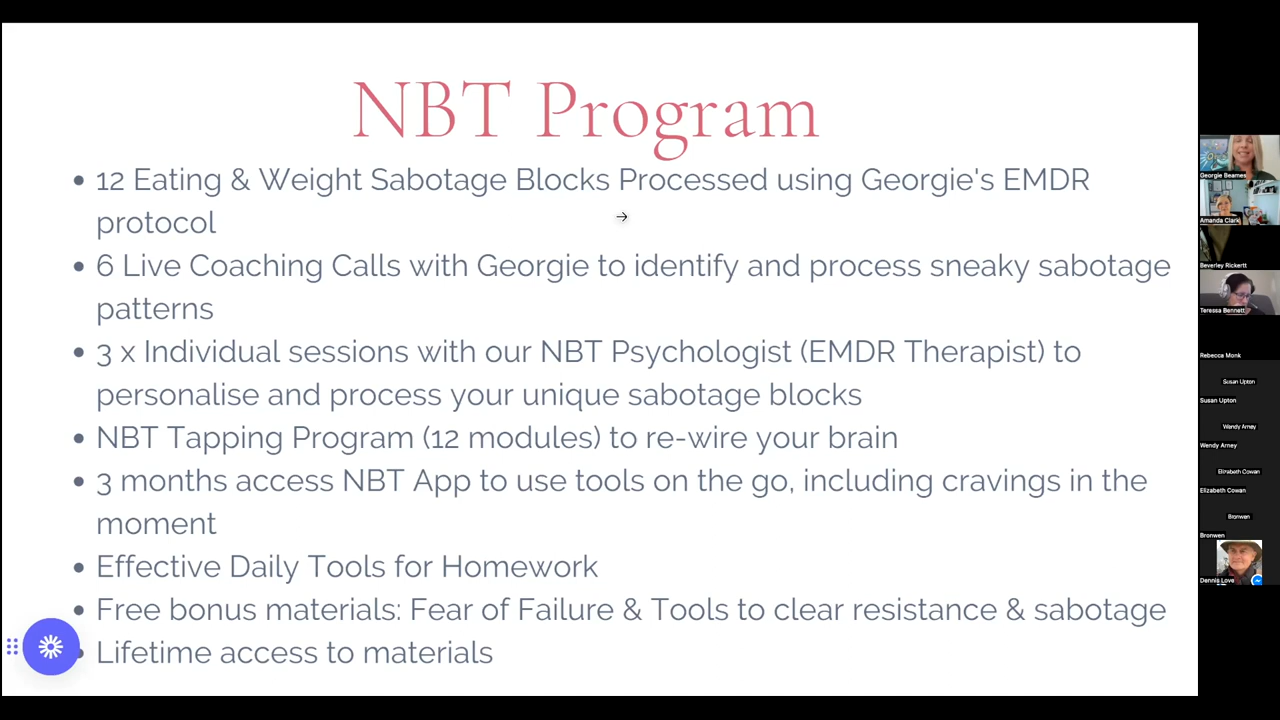 NBT Program
• 12 Eating & Weight Sabotage Blocks Processed using Georgie's EMDR
protocol
• 6 Live Coaching Calls with Georgie to identify and process sneaky sabotage
patterns
• 3 x Individual sessions with our NBT Psychologist (EMDR Therapist) to
personalise and process your unique sabotage blocks
• NBT Tapping Program (12 modules) to re-wire your brain
• 3 months access NBT App to use tools on the go, including cravings in the
moment
• Effective Daily Tools for Homework
• Free bonus materials: Fear of Failure & Tools to clear resistance & sabotage
• Lifetime access to materials
Georgie Beames
Amanda Clark
Beverley Rickertt
Teressa Bennett
Rebecca Monk
Susan Upton
Susan Upton
Wendy Arney
Wendy Arney
Elizabeth Cowan
Elizabeth Cowan
Bronwen
Bronwen
Dennis Love